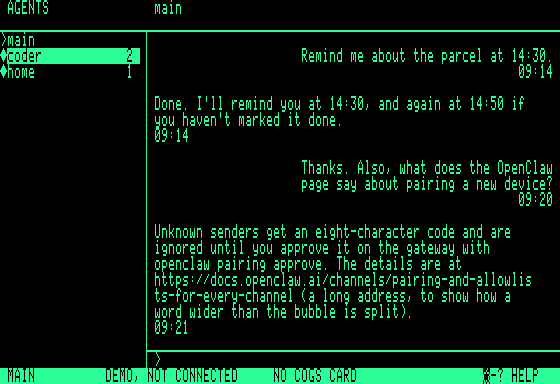 AGENTS
main
>main
◆coder 2
◆home 1
Remind me about the parcel at 14:30.
09:14
Done. I'll remind you at 14:30, and again at 14:50 if
you haven't marked it done.
09:14
Thanks. Also, what does the OpenClaw
page say about pairing a new device?
09:20
Unknown senders get an eight-character code and are
ignored until you approve it on the gateway with
openclaw pairing approve. The details are at
https://docs.openclaw.ai/channels/pairing-and-allowlis
ts-for-every-channel (a long address, to show how a
word wider than the bubble is split).
09:21
>
MAIN DEMO, NOT CONNECTED NO COGS CARD -? HELP